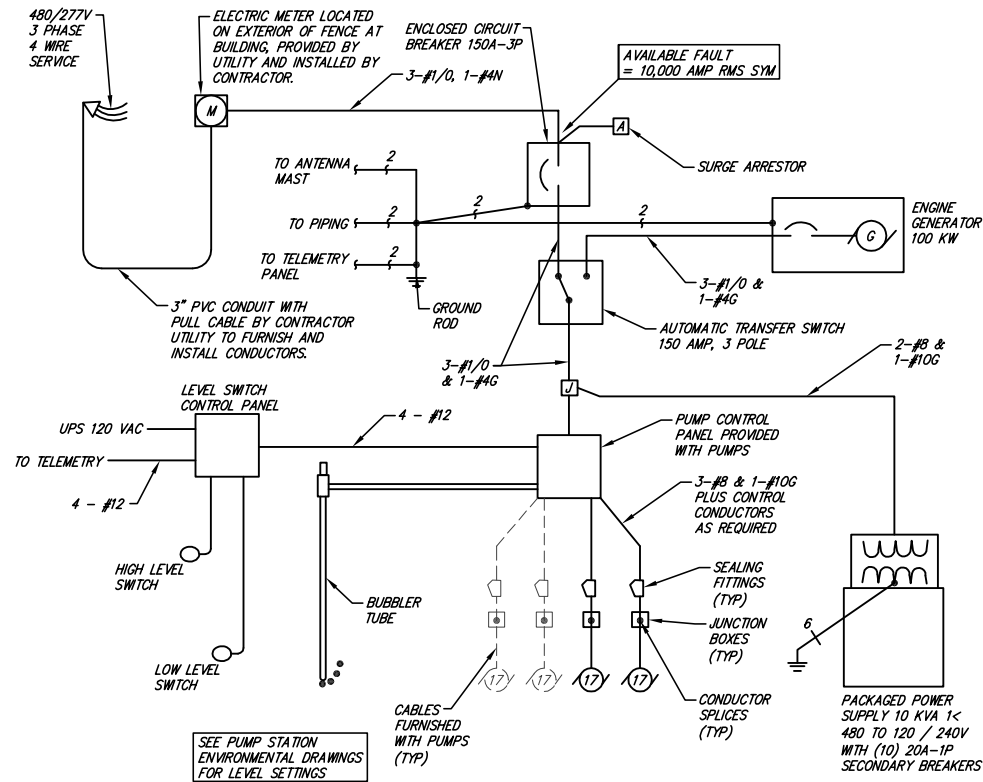 480/277V
3 PHASE
4 WIRE
SERVICE
ELECTRIC METER LOCATED
ON EXTERIOR OF FENCE AT
BUILDING, PROVIDED BY
UTILITY AND INSTALLED BY
CONTRACTOR.
M
ENCLOSED CIRCUIT
BREAKER 150A-3P
3-#1/0, 1-#4N
AVAILABLE FAULT
= 10,000 AMP RMS SYM
A
SURGE ARRESTOR
TO ANTENNA
MAST
2
TO PIPING
2
2
2
TO TELEMETRY
PANEL
2
GROUND
ROD
ENGINE
GENERATOR
100 KW
G
3-#1/0 &
1-#4G
3" PVC CONDUIT WITH
PULL CABLE BY CONTRACTOR
UTILITY TO FURNISH AND
INSTALL CONDUCTORS.
AUTOMATIC TRANSFER SWITCH
150 AMP, 3 POLE
3-#1/0
& 1-#4G
2-#8 &
1-#10G
J
LEVEL SWITCH
CONTROL PANEL
UPS 120 VAC
TO TELEMETRY
4 - #12
4 - #12
PUMP CONTROL
PANEL PROVIDED
WITH PUMPS
3-#8 & 1-#10G
PLUS CONTROL
CONDUCTORS
AS REQUIRED
HIGH LEVEL
SWITCH
LOW LEVEL
SWITCH
BUBBLER
TUBE
SEALING
FITTINGS
(TYP)
JUNCTION
BOXES
(TYP)
17
17
17
17
CONDUCTOR
SPLICES
(TYP)
CABLES
FURNISHED
WITH PUMPS
(TYP)
6
PACKAGED POWER
SUPPLY 10 KVA 1<
480 TO 120 / 240V
WITH (10) 20A-1P
SECONDARY BREAKERS
SEE PUMP STATION
ENVIRONMENTAL DRAWINGS
FOR LEVEL SETTINGS